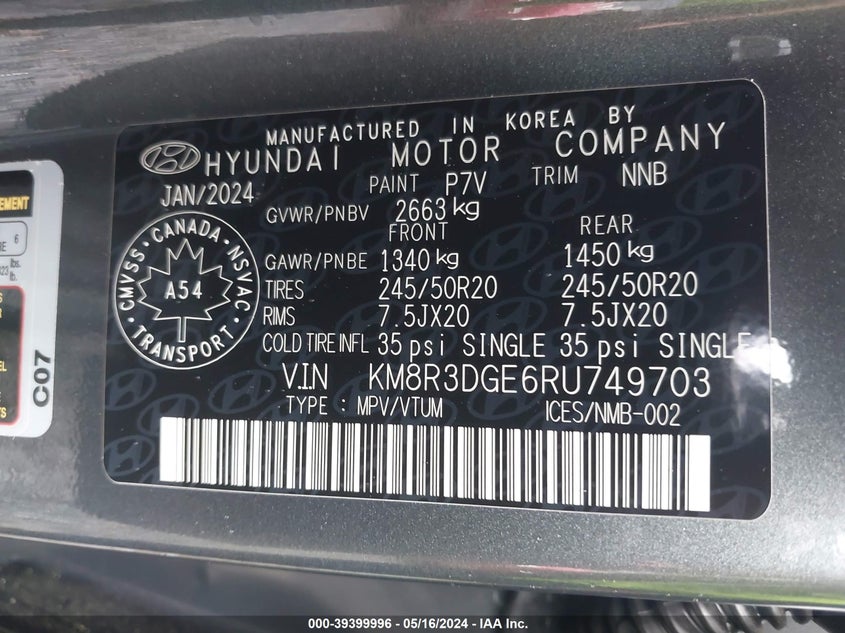 MANUFACTURED IN KOREA BY
HYUNDAI MOTOR COMPANY
JAN/2024 PAINT P7V TRIM NNB
GVWR/PNBV 2663 kg
FRONT REAR
GAWR/PNBE 1340 kg 1450 kg
TIRES 245/50R20 245/50R20
RIMS 7.5JX20 7.5JX20
COLD TIRE INFL 35 psi SINGLE 35 psi SINGLE
V.I.N KM8R3DGE6RU749703
TYPE : MPV/VTUM ICES/NMB-002
CMVSS · CANADA · NSVAC · TRANSPORT ·
A54
EMENT
6
lb.
C07
000-39399996 - 05/16/2024 - IAA Inc.